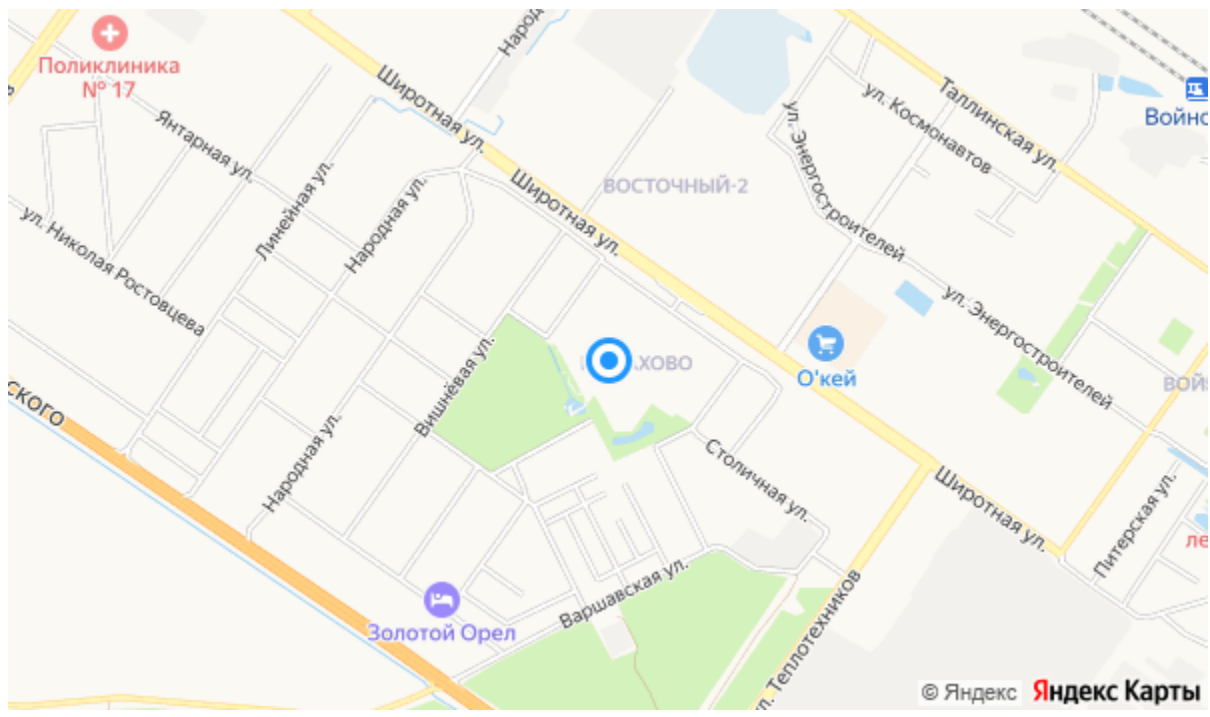 Поликлиника
№ 17
Широтная ул.
ул. Космонавтов
Таллинская ул.
ул. Энергостроителей
Янтарная ул.
Линейная ул.
Народная ул.
Широтная ул.
ВОСТОЧНЫЙ-2
ул. Николая Ростовцева
ул. Энергостроителей
Вишнёвая ул.
О'кей
Народная ул.
Столичная ул.
Широтная ул.
Питерская ул.
Варшавская ул.
Золотой Орел
ул. Теплотехников
© Яндекс Яндекс Карты